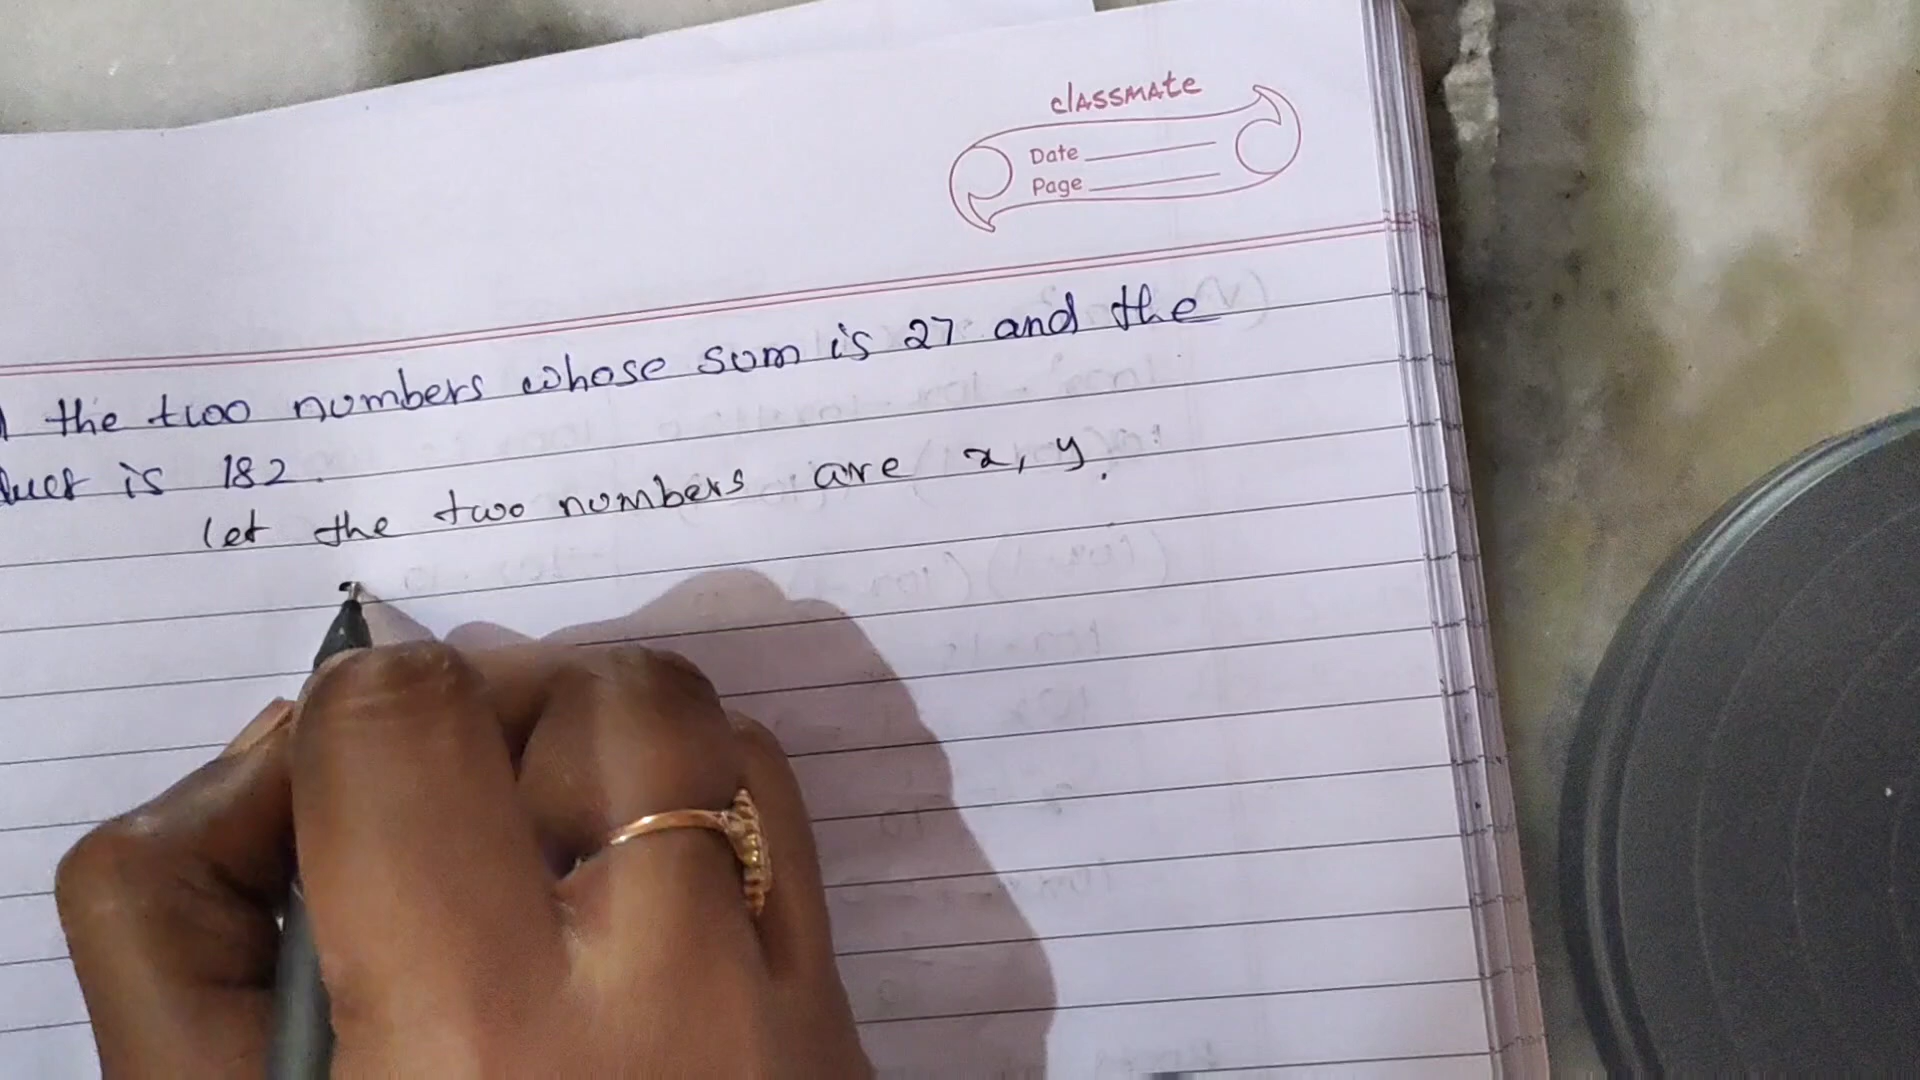 classmate
Date
Page
the two numbers whose sum is 27 and the
is 182.
let the two numbers are x, y.